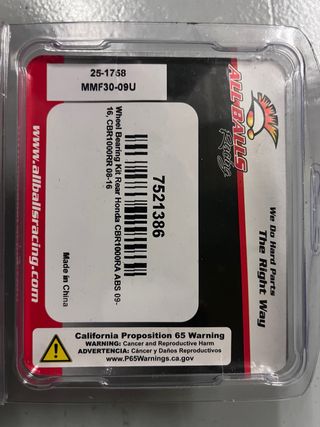 25-1758
MMF30-09U
ALL·BALLS
Racing
We Do Hard Parts
The Right Way
7521386
Wheel Bearing Kit Rear Honda CBR1000RA ABS 09-
16, CBR1000RR 08-16
Made in China
www.allballsracing.com
California Proposition 65 Warning
WARNING: Cancer and Reproductive Harm
ADVERTENCIA: Cáncer y Daños Reproductivos
www.P65Warnings.ca.gov